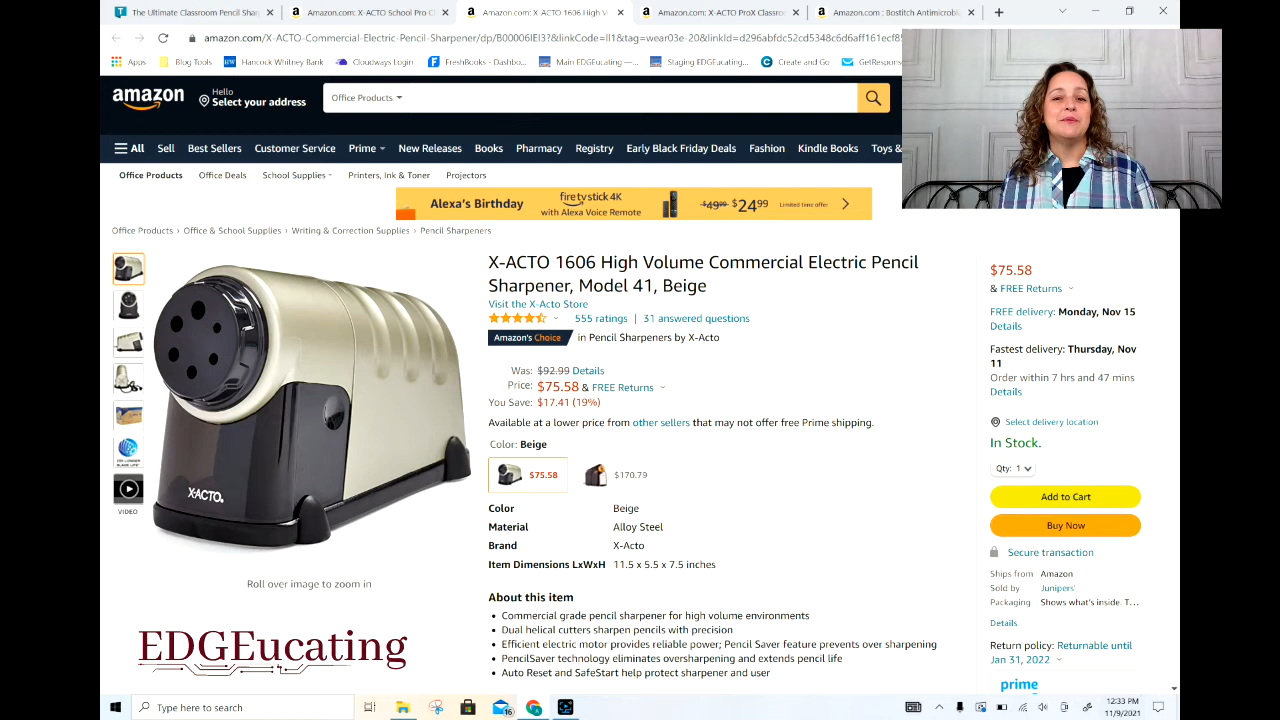 The Ultimate Classroom Pencil Shar
Amazon.com: X-ACTO School Pro C
Amazon.com: X-ACTO 1606 High V
Amazon.com: X-ACTO ProX Classroo
Amazon.com : Bostitch Antimicrobia
amazon.com/X-ACTO-Commercial-Electric-Pencil-Sharpener/dp/B00006IEI3?&linkCode=ll1&tag=wear03e-20&linkId=d296abfdc52cd5348c6d6aff161ecf85
Apps
Blog Tools
Hancock Whitney Bank
Cloudways Login
FreshBooks - Dashbo...
Main EDGEucating —...
Staging EDGEucating...
Create and Go
GetRespons
amazon
Hello
Select your address
Office Products
All
Sell
Best Sellers
Customer Service
Prime
New Releases
Books
Pharmacy
Registry
Early Black Friday Deals
Fashion
Kindle Books
Toys &
Office Products
Office Deals
School Supplies
Printers, Ink & Toner
Projectors
Alexa's Birthday
fire tv stick 4K
with Alexa Voice Remote
$49.99 $24.99
Limited time offer
Office Products › Office & School Supplies › Writing & Correction Supplies › Pencil Sharpeners
X-ACTO 1606 High Volume Commercial Electric Pencil
Sharpener, Model 41, Beige
Visit the X-Acto Store
555 ratings | 31 answered questions
Amazon's Choice in Pencil Sharpeners by X-Acto
Was: $92.99 Details
Price: $75.58 & FREE Returns
You Save: $17.41 (19%)
Available at a lower price from other sellers that may not offer free Prime shipping.
Color: Beige
$75.58
$170.79
Color Beige
Material Alloy Steel
Brand X-Acto
Item Dimensions LxWxH 11.5 x 5.5 x 7.5 inches
About this item
• Commercial grade pencil sharpener for high volume environments
• Dual helical cutters sharpen pencils with precision
• Efficient electric motor provides reliable power; Pencil Saver feature prevents over sharpening
• PencilSaver technology eliminates oversharpening and extends pencil life
• Auto Reset and SafeStart help protect sharpener and user
X-ACTO
VIDEO
Roll over image to zoom in
EDGEucating
$75.58
& FREE Returns
FREE delivery: Monday, Nov 15
Details
Fastest delivery: Thursday, Nov
11
Order within 7 hrs and 47 mins
Details
Select delivery location
In Stock.
Qty: 1
Add to Cart
Buy Now
Secure transaction
Ships from Amazon
Sold by Junipers'
Packaging Shows what's inside. T...
Details
Return policy: Returnable until
Jan 31, 2022
prime
Type here to search
16
12:33 PM
11/9/2021